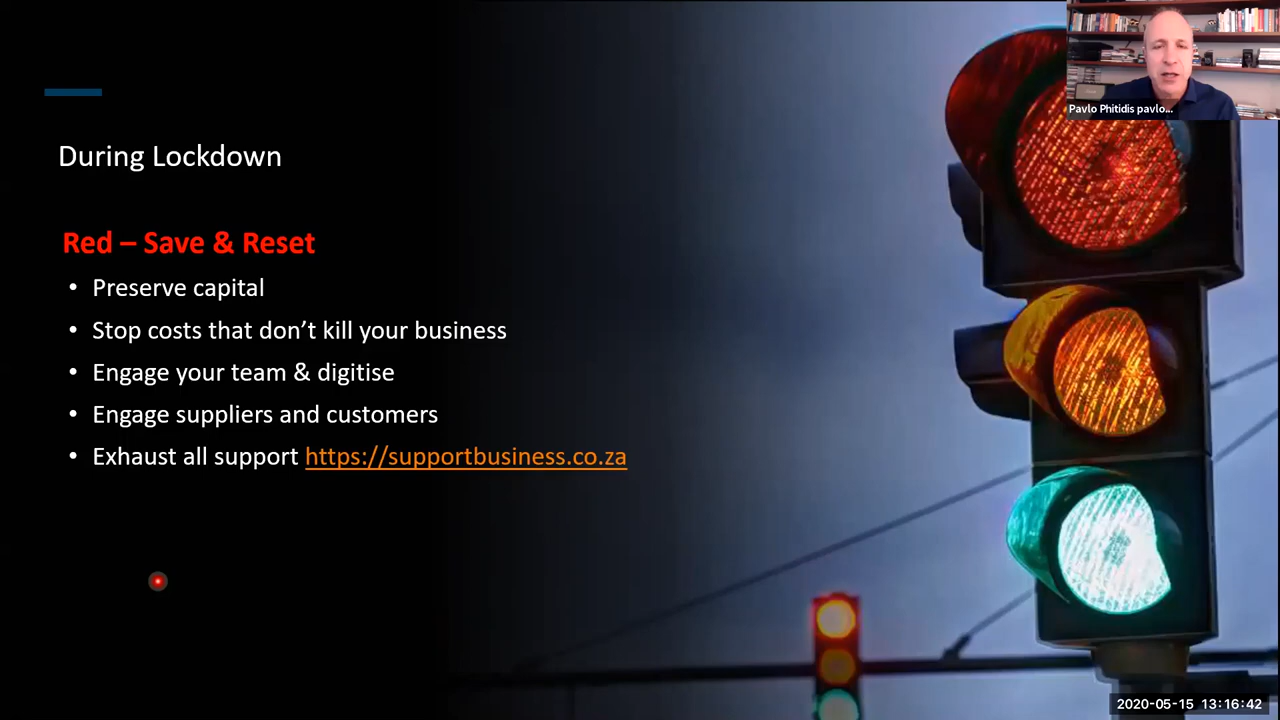 Pavlo Phitidis pavlo...
During Lockdown
Red – Save & Reset
• Preserve capital
• Stop costs that don't kill your business
• Engage your team & digitise
• Engage suppliers and customers
• Exhaust all support https://supportbusiness.co.za
2020-05-15 13:16:42